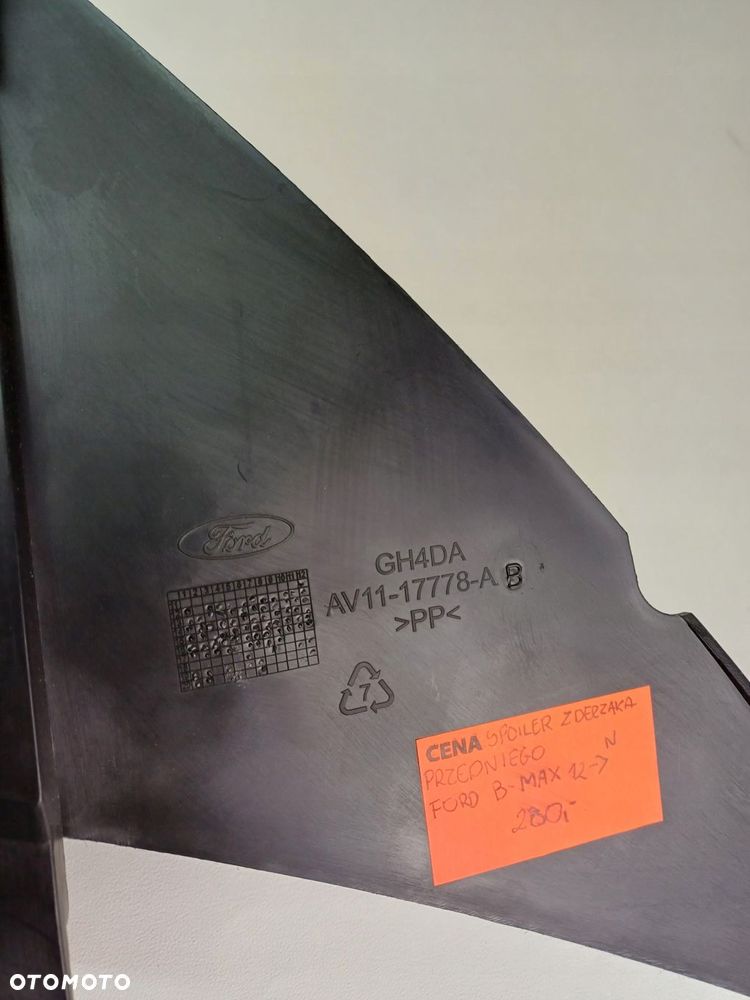 Ford
GH4DA
AV11-17778-A B
>PP<
7
CENA SPOILER ZDERZAKA
PRZEDNIEGO N
FORD B-MAX 12->
280,-
OTOMOTO